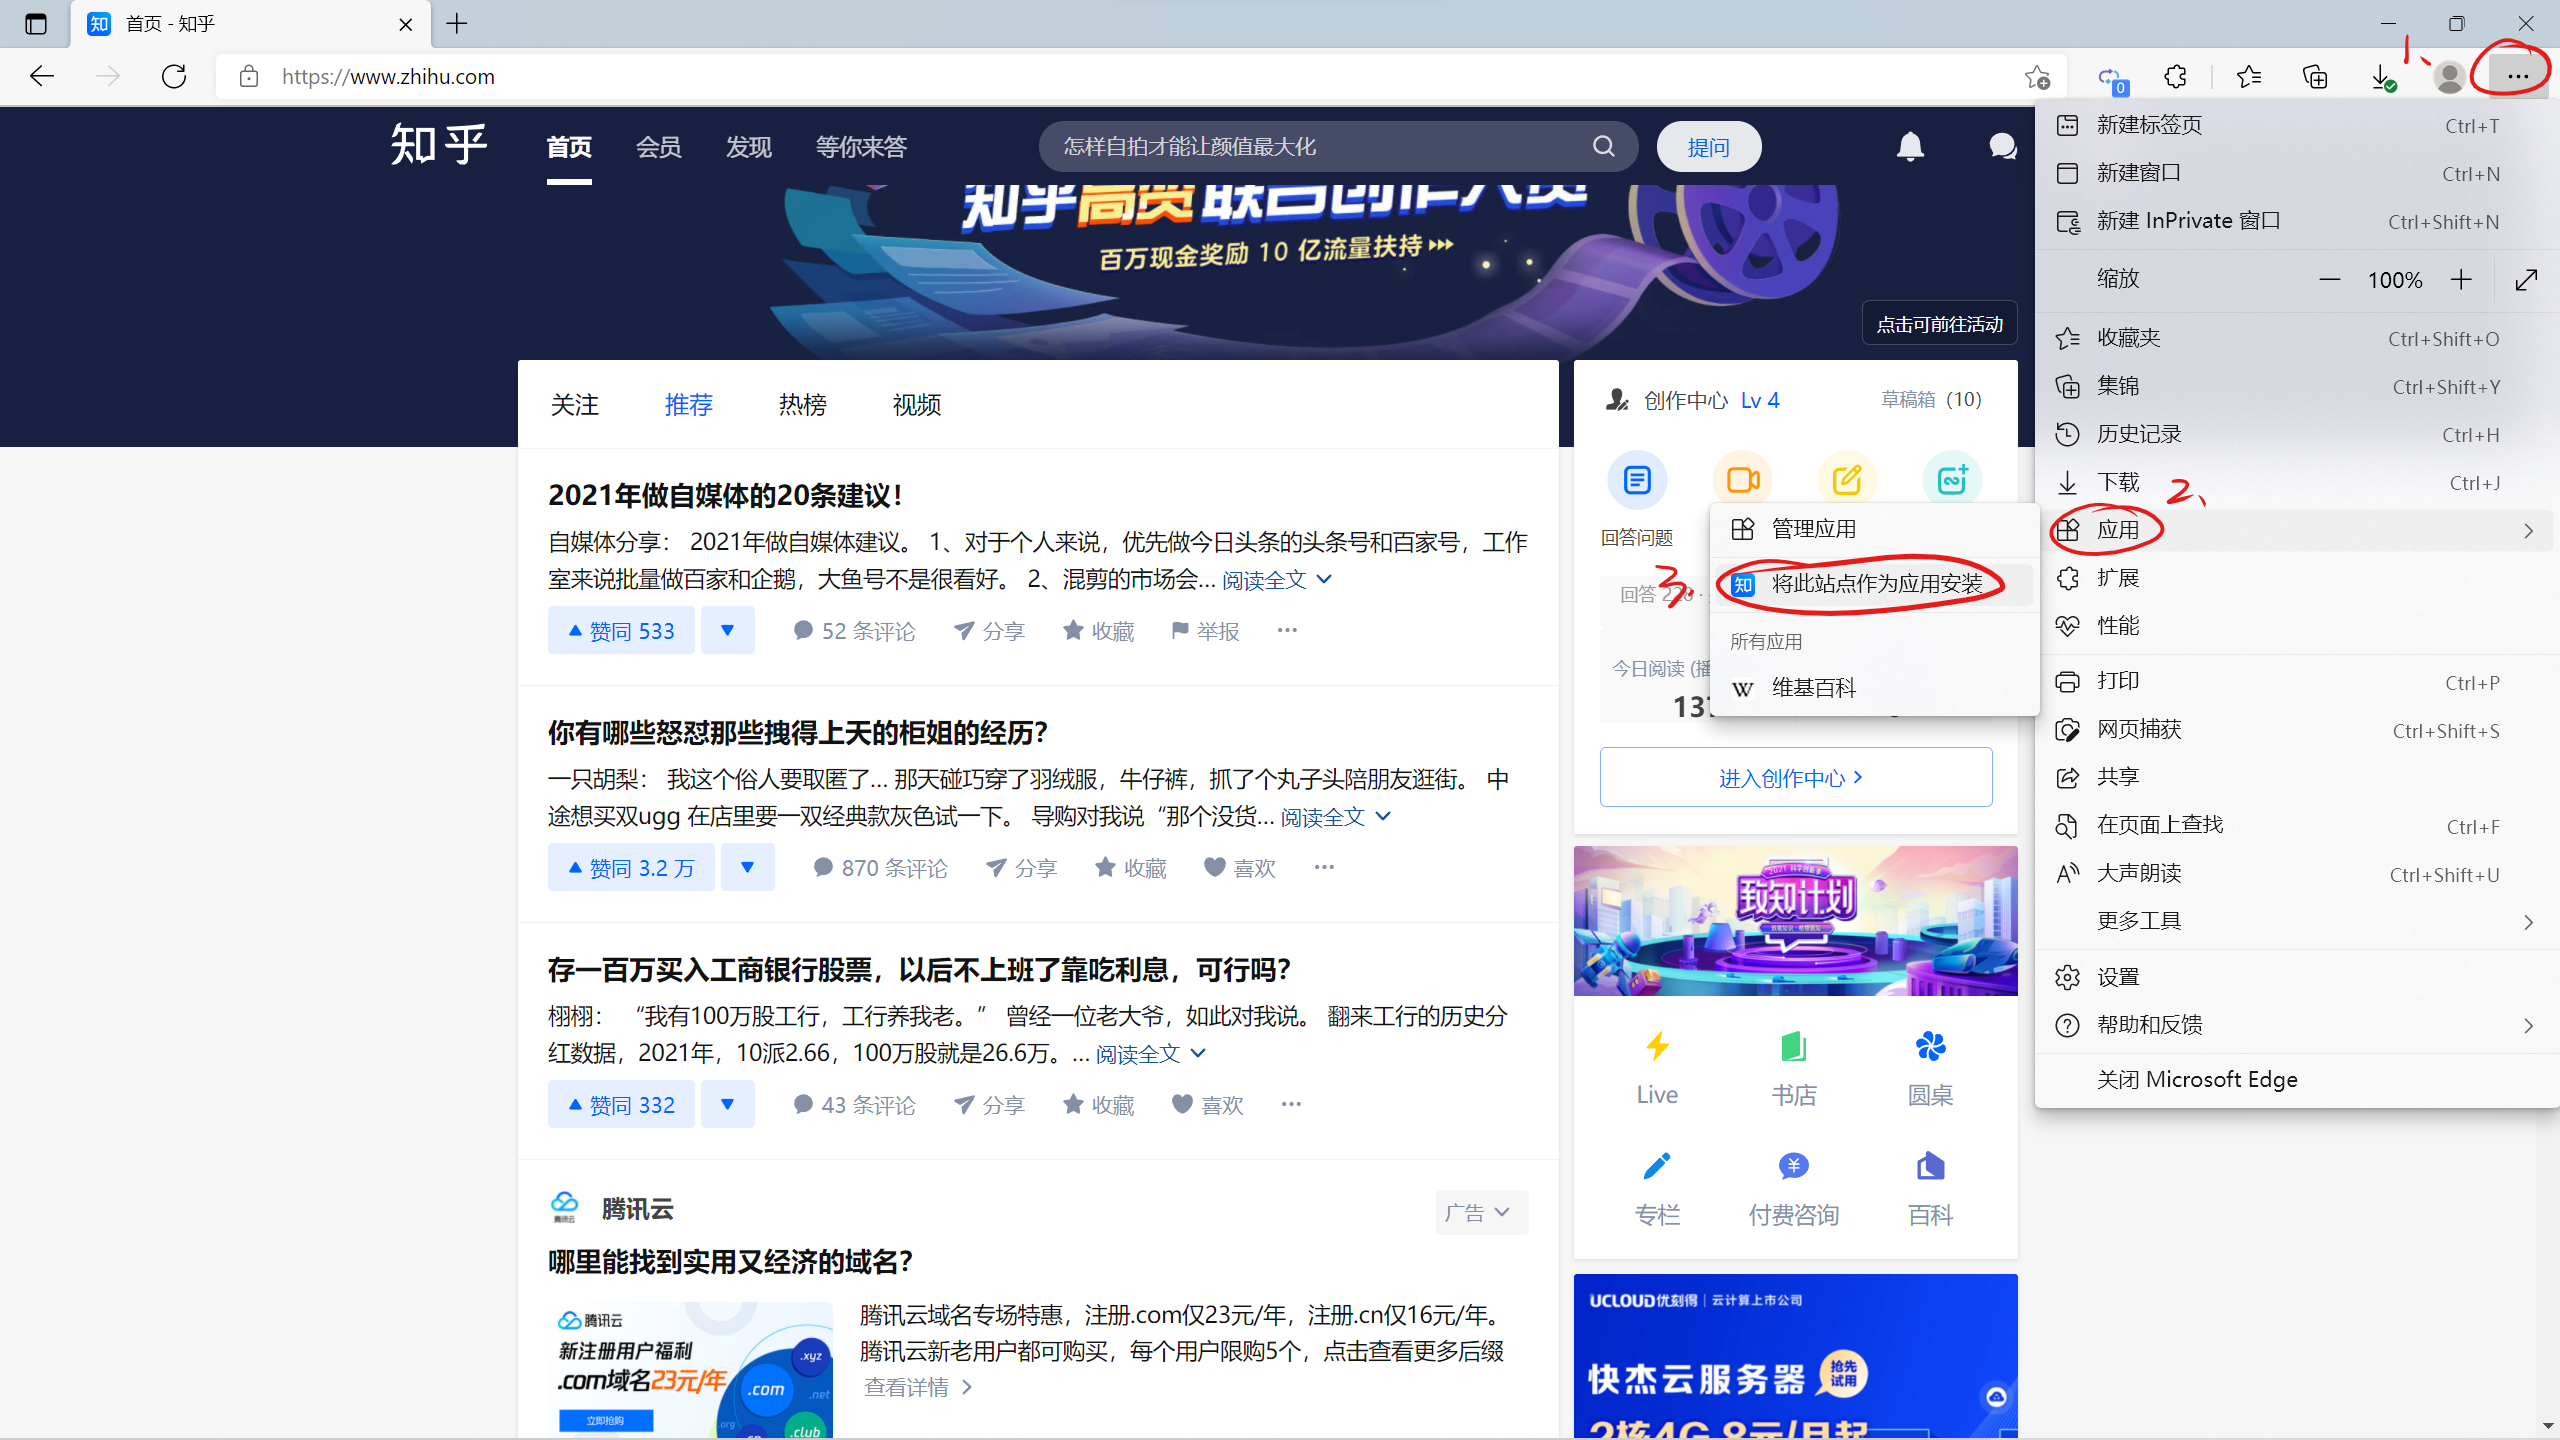 首页 - 知乎
https://www.zhihu.com
0
1、
知乎
首页
会员
发现
等你来答
怎样自拍才能让颜值最大化
提问
百万现金奖励 10 亿流量扶持
点击可前往活动
关注
推荐
热榜
视频
2021年做自媒体的20条建议！
自媒体分享： 2021年做自媒体建议。 1、对于个人来说，优先做今日头条的头条号和百家号，工作
室来说批量做百家和企鹅，大鱼号不是很看好。 2、混剪的市场会... 阅读全文
赞同 533
52 条评论
分享
收藏
举报
你有哪些怒怼那些拽得上天的柜姐的经历？
一只胡梨： 我这个俗人要取匿了... 那天碰巧穿了羽绒服，牛仔裤，抓了个丸子头陪朋友逛街。 中
途想买双ugg 在店里要一双经典款灰色试一下。 导购对我说“那个没货... 阅读全文
赞同 3.2 万
870 条评论
分享
收藏
喜欢
存一百万买入工商银行股票，以后不上班了靠吃利息，可行吗？
栩栩： “我有100万股工行，工行养我老。” 曾经一位老大爷，如此对我说。 翻来工行的历史分
红数据，2021年，10派2.66，100万股就是26.6万。... 阅读全文
赞同 332
43 条评论
分享
收藏
喜欢
腾讯云
腾讯云
广告
哪里能找到实用又经济的域名？
腾讯云
新注册用户福利
.com域名23元/年
立即抢购
.xyz
.com
.net
.org
.cn
.club
腾讯云域名专场特惠，注册.com仅23元/年，注册.cn仅16元/年。
腾讯云新老用户都可购买，每个用户限购5个，点击查看更多后缀
查看详情
创作中心 Lv 4
草稿箱（10）
回答问题
回答 228 ·
今日阅读 (播
137
进入创作中心
致知计划
Live
书店
圆桌
专栏
付费咨询
百科
UCLOUD优刻得 | 云计算上市公司
快杰云服务器
抢先
试用
2核4G 8元/月起
3.
管理应用
将此站点作为应用安装
所有应用
维基百科
新建标签页 Ctrl+T
新建窗口 Ctrl+N
新建 InPrivate 窗口 Ctrl+Shift+N
缩放 100%
收藏夹 Ctrl+Shift+O
集锦 Ctrl+Shift+Y
历史记录 Ctrl+H
下载 Ctrl+J
2、
应用
扩展
性能
打印 Ctrl+P
网页捕获 Ctrl+Shift+S
共享
在页面上查找 Ctrl+F
大声朗读 Ctrl+Shift+U
更多工具
设置
帮助和反馈
关闭 Microsoft Edge